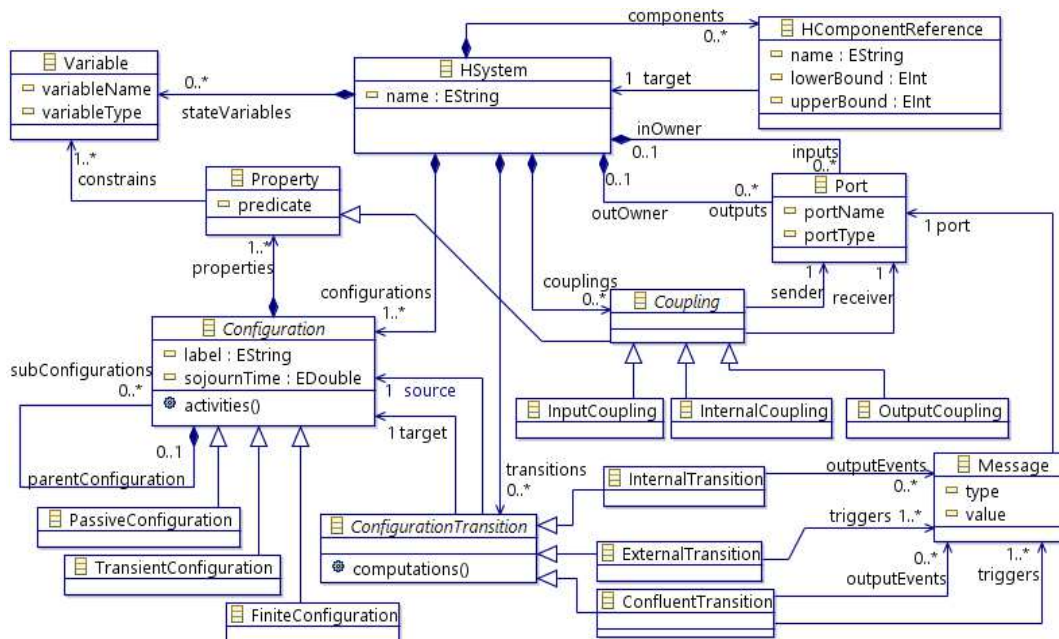 components
0..*
HComponentReference
name : EString
lowerBound : EInt
upperBound : EInt
Variable
variableName
variableType
0..*
stateVariables
HSystem
name : EString
1 target
inOwner
0..1
inputs
0..*
0..1
outOwner
0..*
outputs
Port
portName
portType
1..*
constrains
Property
predicate
1 port
1..*
properties
configurations
1..*
couplings
0..*
Coupling
1
sender
1
receiver
Configuration
label : EString
sojournTime : EDouble
activities()
subConfigurations
0..*
1 source
1 target
0..1
parentConfiguration
InputCoupling
InternalCoupling
OutputCoupling
transitions
0..*
InternalTransition
outputEvents
0..*
Message
type
value
PassiveConfiguration
ConfigurationTransition
computations()
triggers 1..*
ExternalTransition
TransientConfiguration
0..*
outputEvents
1..*
triggers
ConfluentTransition
FiniteConfiguration